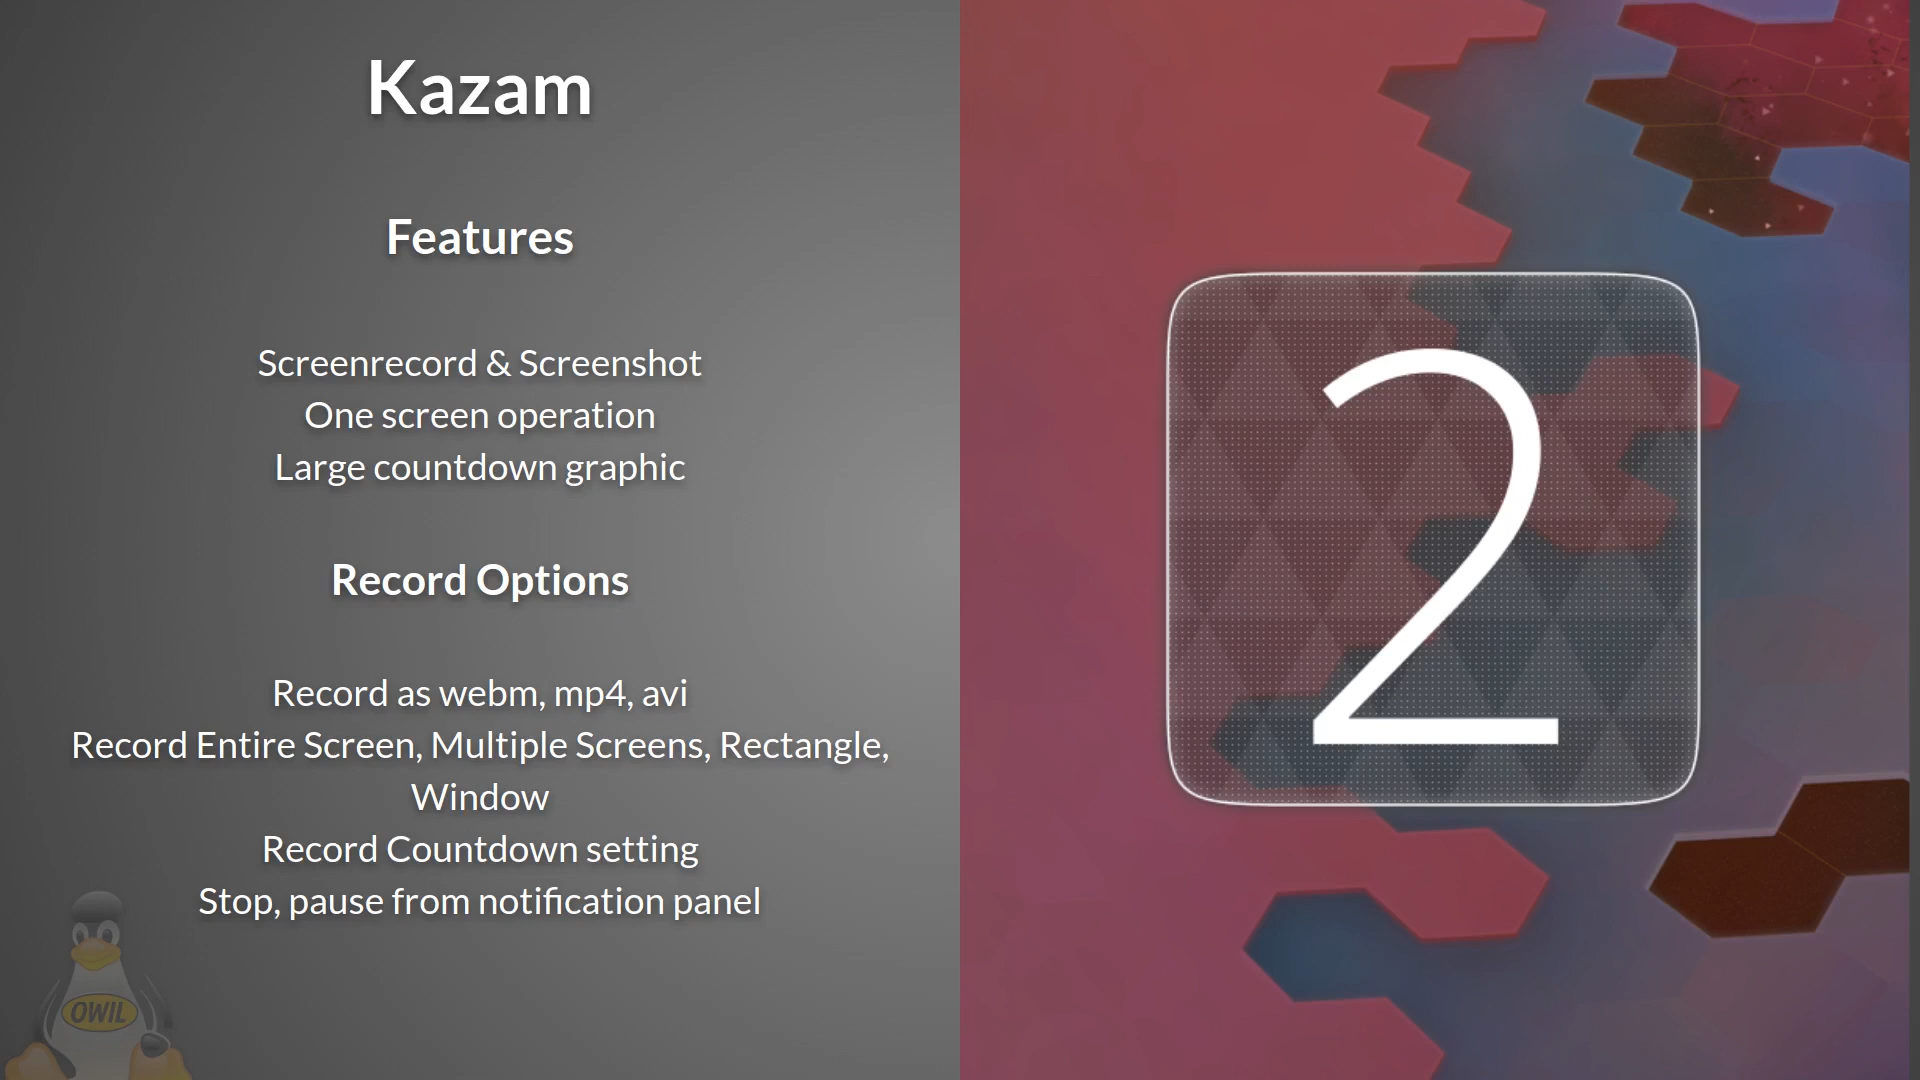 Kazam
Features
Screenrecord & Screenshot
One screen operation
Large countdown graphic
Record Options
Record as webm, mp4, avi
Record Entire Screen, Multiple Screens, Rectangle,
Window
Record Countdown setting
Stop, pause from notification panel
OWIL
2